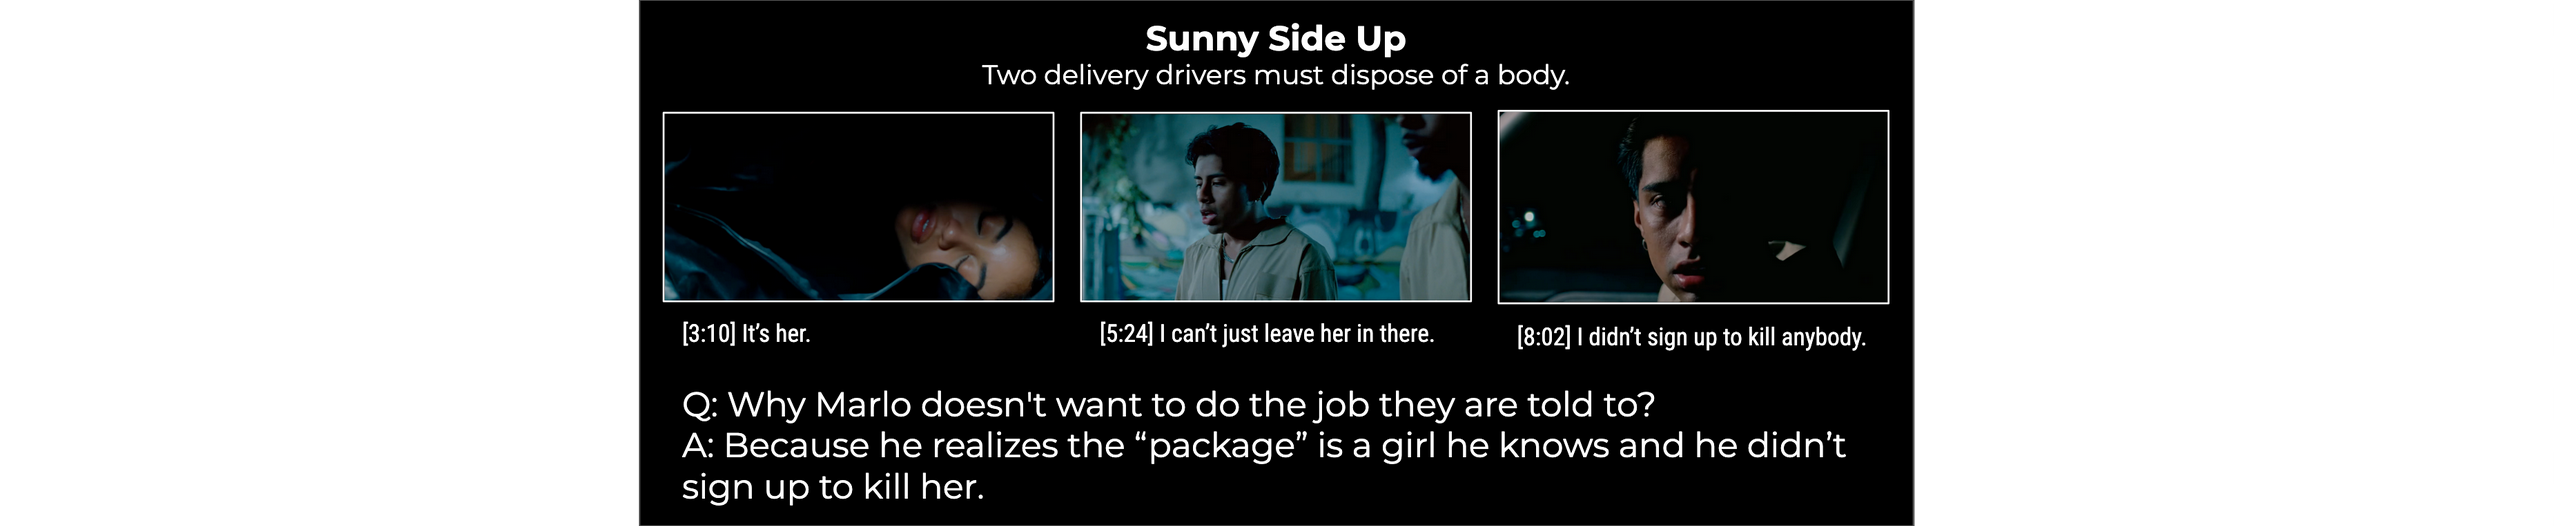 Sunny Side Up
Two delivery drivers must dispose of a body.
[3:10] It's her.
[5:24] I can't just leave her in there.
[8:02] I didn't sign up to kill anybody.
Q: Why Marlo doesn't want to do the job they are told to?
A: Because he realizes the “package” is a girl he knows and he didn’t
sign up to kill her.